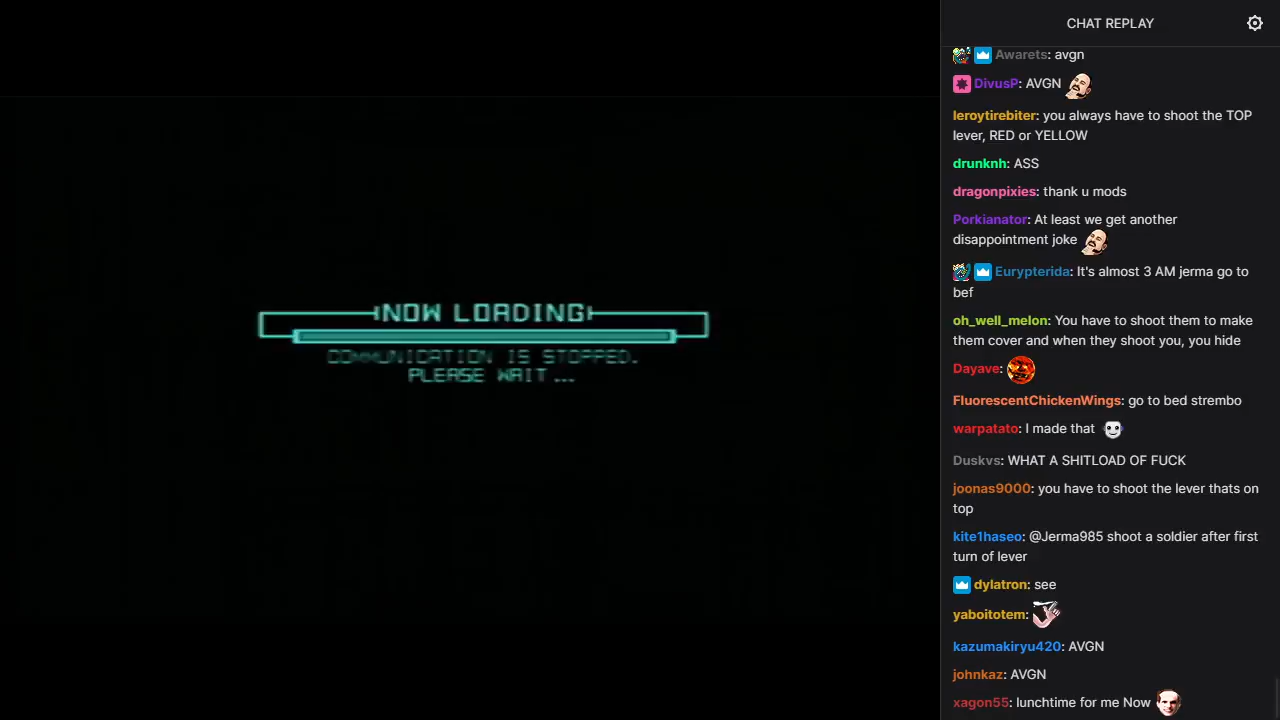 CHAT REPLAY
Awarets: avgn
DivusP: AVGN
leroytirebiter: you always have to shoot the TOP
lever, RED or YELLOW
drunknh: ASS
dragonpixies: thank u mods
Porkianator: At least we get another
disappointment joke
Eurypterida: It's almost 3 AM jerma go to
bef
oh_well_melon: You have to shoot them to make
them cover and when they shoot you, you hide
Dayave:
FluorescentChickenWings: go to bed strembo
warpatato: I made that
Duskvs: WHAT A SHITLOAD OF FUCK
joonas9000: you have to shoot the lever thats on
top
kite1haseo: @Jerma985 shoot a soldier after first
turn of lever
dylatron: see
yaboitotem:
kazumakiryu420: AVGN
johnkaz: AVGN
xagon55: lunchtime for me Now
NOW LOADING
COMMUNICATION IS STOPPED.
PLEASE WAIT...